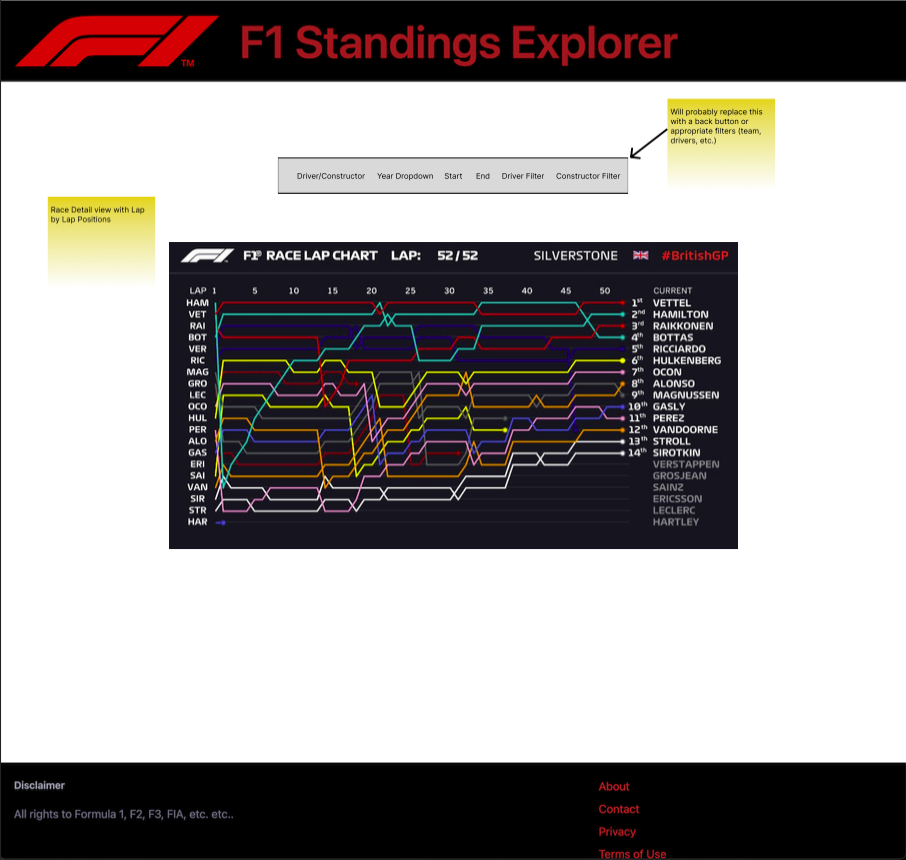 F1 TM F1 Standings Explorer
Will probably replace this
with a back button or
appropriate filters (team,
drivers, etc.)
Driver/Constructor Year Dropdown Start End Driver Filter Constructor Filter
Race Detail view with Lap
by Lap Positions
F1® RACE LAP CHART LAP: 52/52 SILVERSTONE #BritishGP
LAP 1 5 10 15 20 25 30 35 40 45 50 CURRENT
HAM 1st VETTEL
VET 2nd HAMILTON
RAI 3rd RAIKKONEN
BOT 4th BOTTAS
VER 5th RICCIARDO
RIC 6th HULKENBERG
MAG 7th OCON
GRO 8th ALONSO
LEC 9th MAGNUSSEN
OCO 10th GASLY
HUL 11th PEREZ
PER 12th VANDOORNE
ALO 13th STROLL
GAS 14th SIROTKIN
ERI VERSTAPPEN
SAI GROSJEAN
VAN SAINZ
SIR ERICSSON
STR LECLERC
HAR HARTLEY
Disclaimer
All rights to Formula 1, F2, F3, FIA, etc. etc..
About
Contact
Privacy
Terms of Use